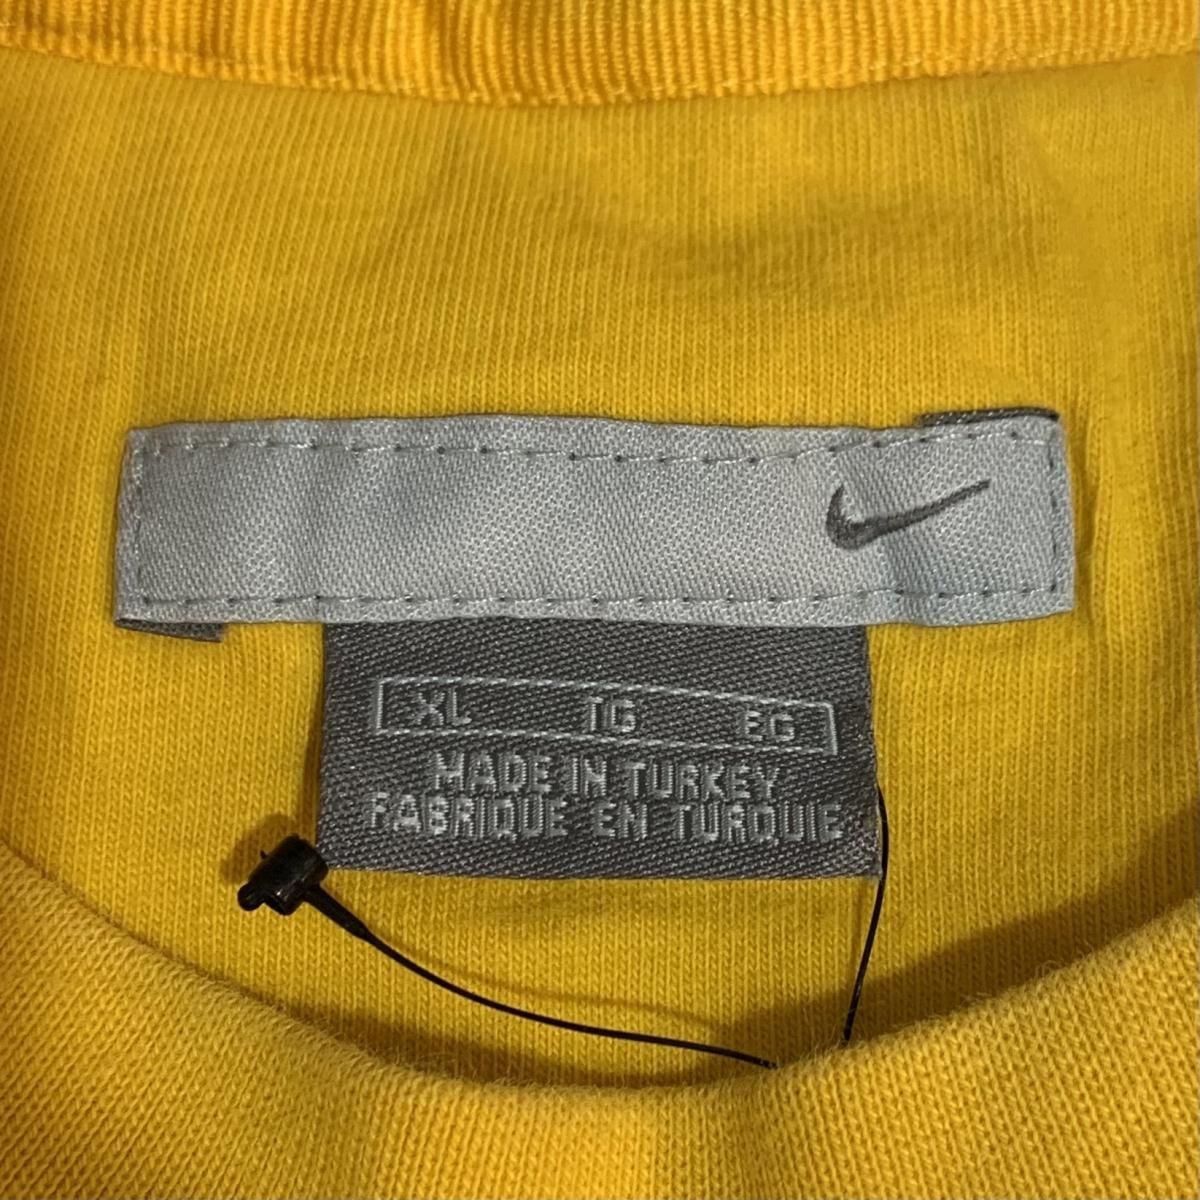 XL TG EG
MADE IN TURKEY
FABRIQUE EN TURQUIE